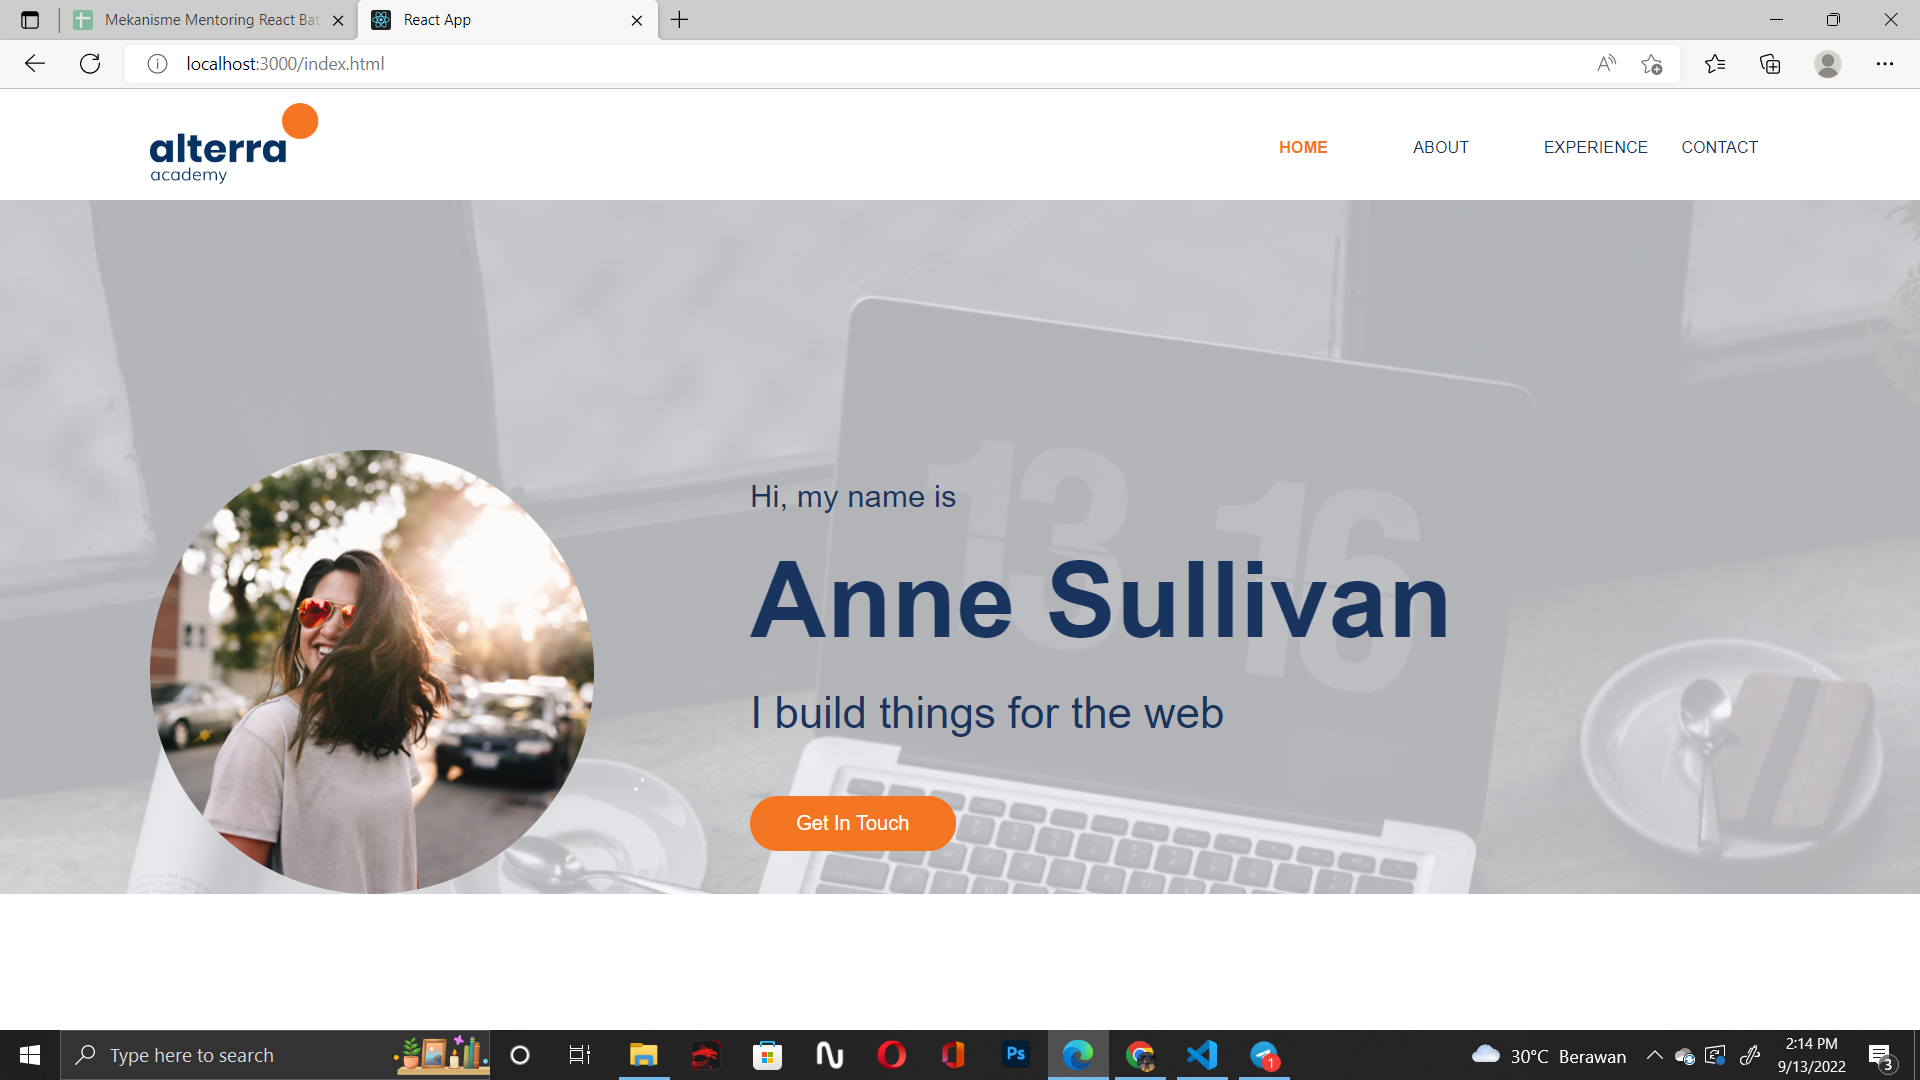 Mekanisme Mentoring React Bat
React App
localhost:3000/index.html
alterra
academy
HOME
ABOUT
EXPERIENCE
CONTACT
13 16
Hi, my name is
Anne Sullivan
I build things for the web
Get In Touch
Type here to search
Ps
1
30°C Berawan
2:14 PM
9/13/2022
3